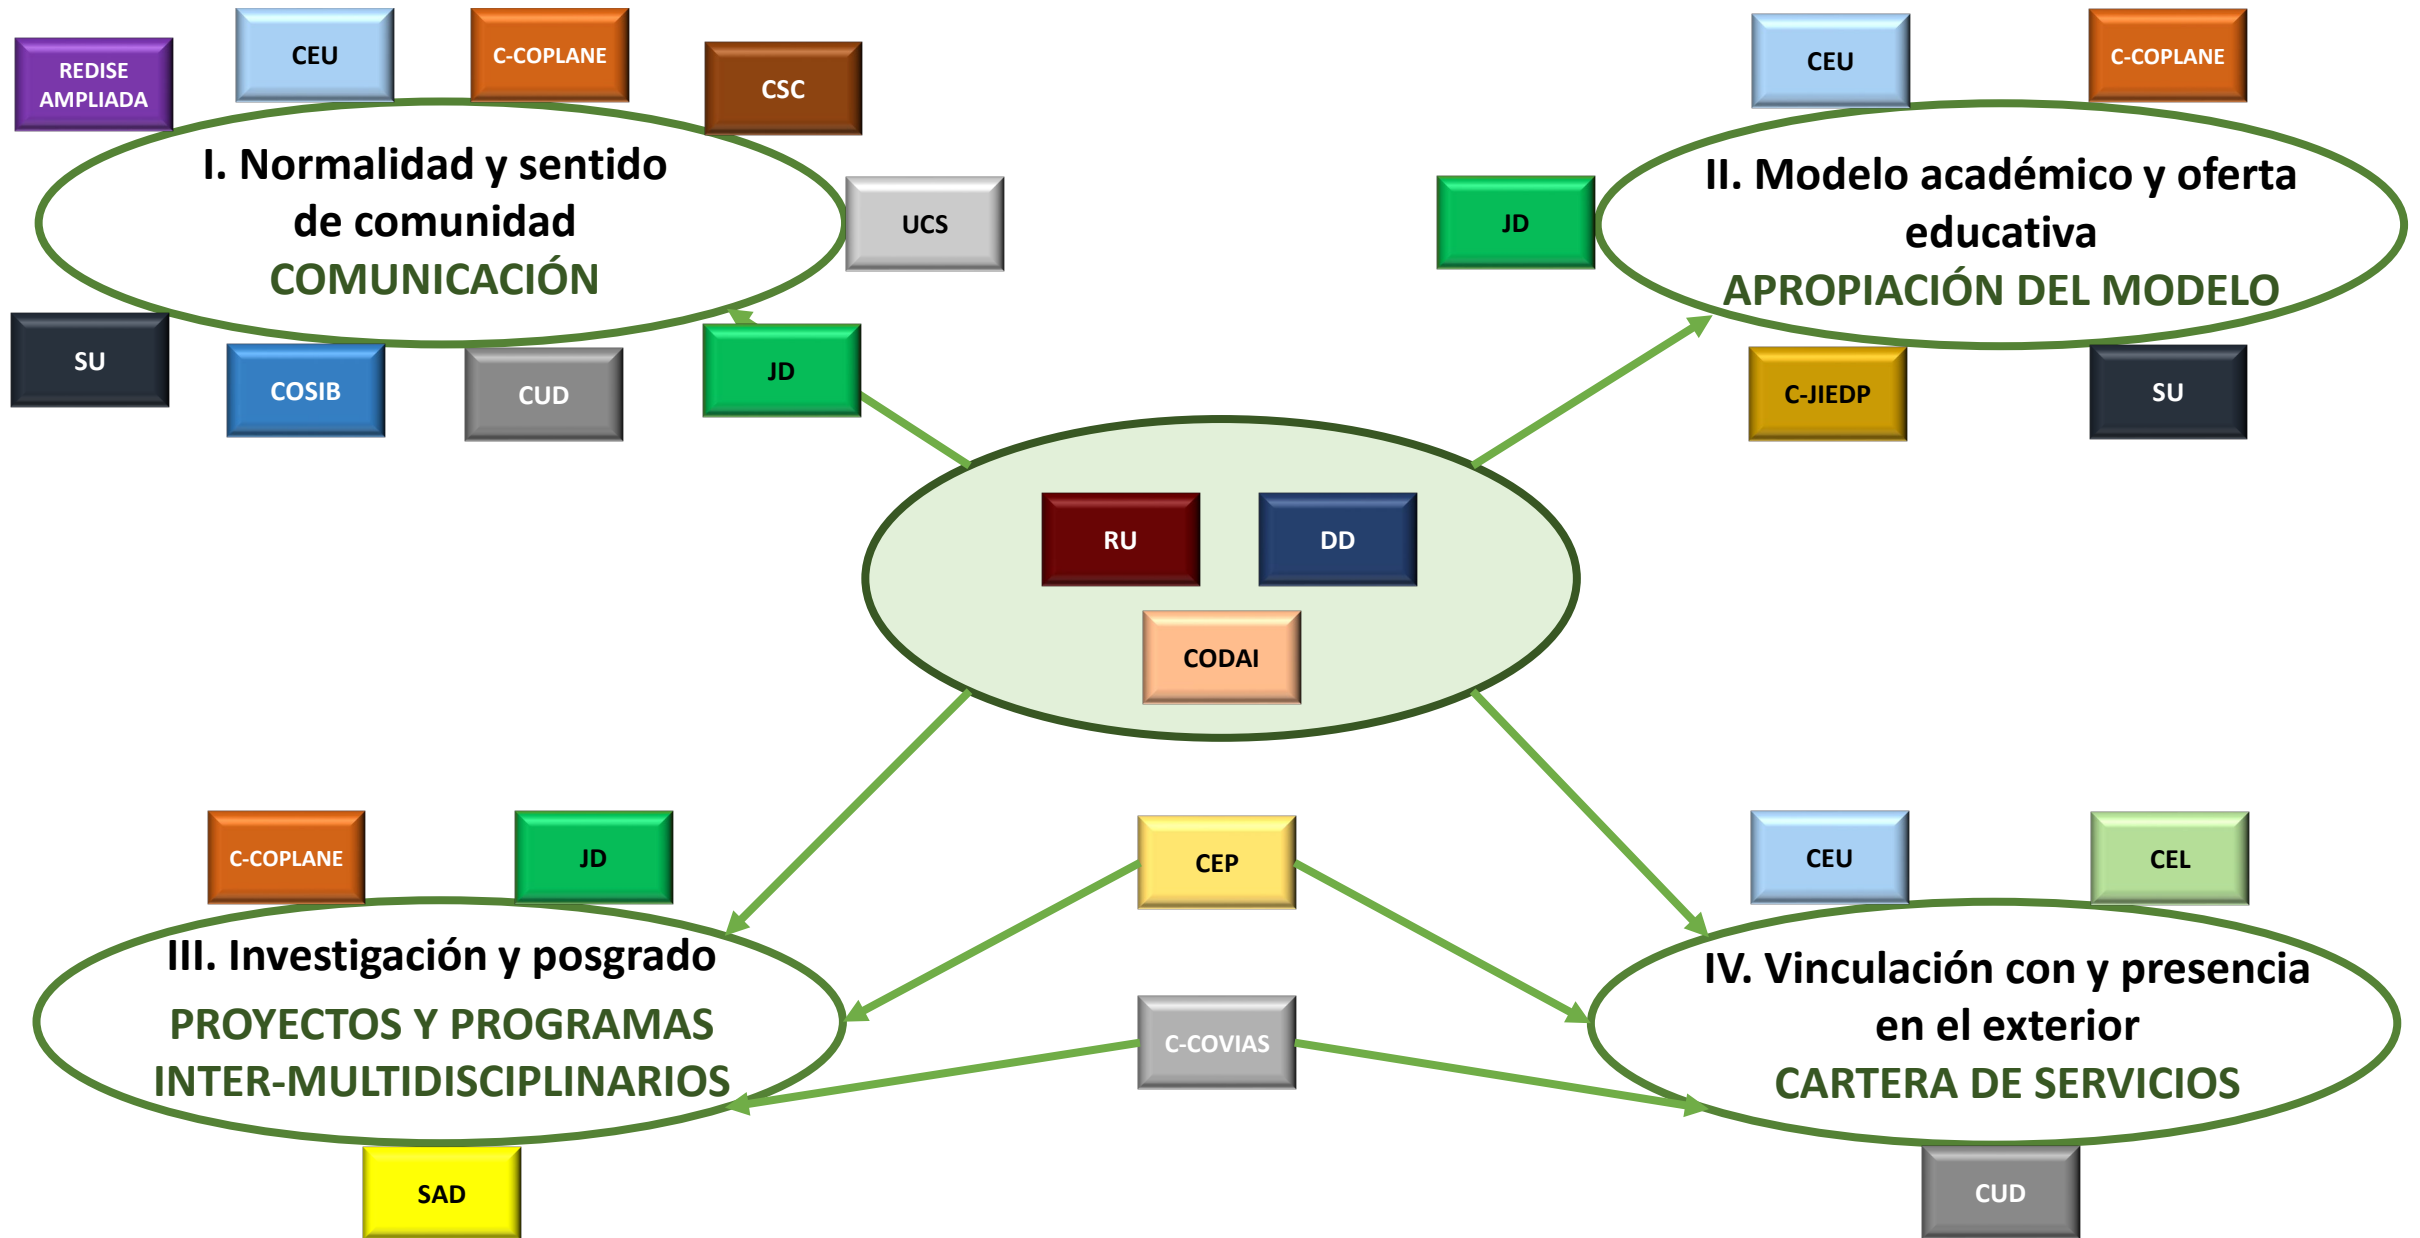 REDISE
AMPLIADA
CEU
C-COPLANE
CSC
I. Normalidad y sentido
de comunidad
COMUNICACIÓN
UCS
SU
COSIB
CUD
JD
CEU
C-COPLANE
JD
II. Modelo académico y oferta
educativa
APROPIACIÓN DEL MODELO
C-JIEDP
SU
RU
DD
CODAI
C-COPLANE
JD
III. Investigación y posgrado
PROYECTOS Y PROGRAMAS
INTER-MULTIDISCIPLINARIOS
SAD
CEP
C-COVIAS
CEU
CEL
IV. Vinculación con y presencia
en el exterior
CARTERA DE SERVICIOS
CUD